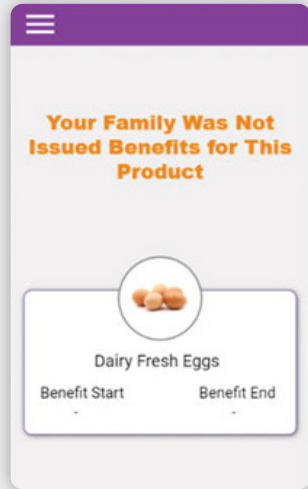 Your Family Was Not
Issued Benefits for This
Product
Dairy Fresh Eggs
Benefit Start Benefit End
- -